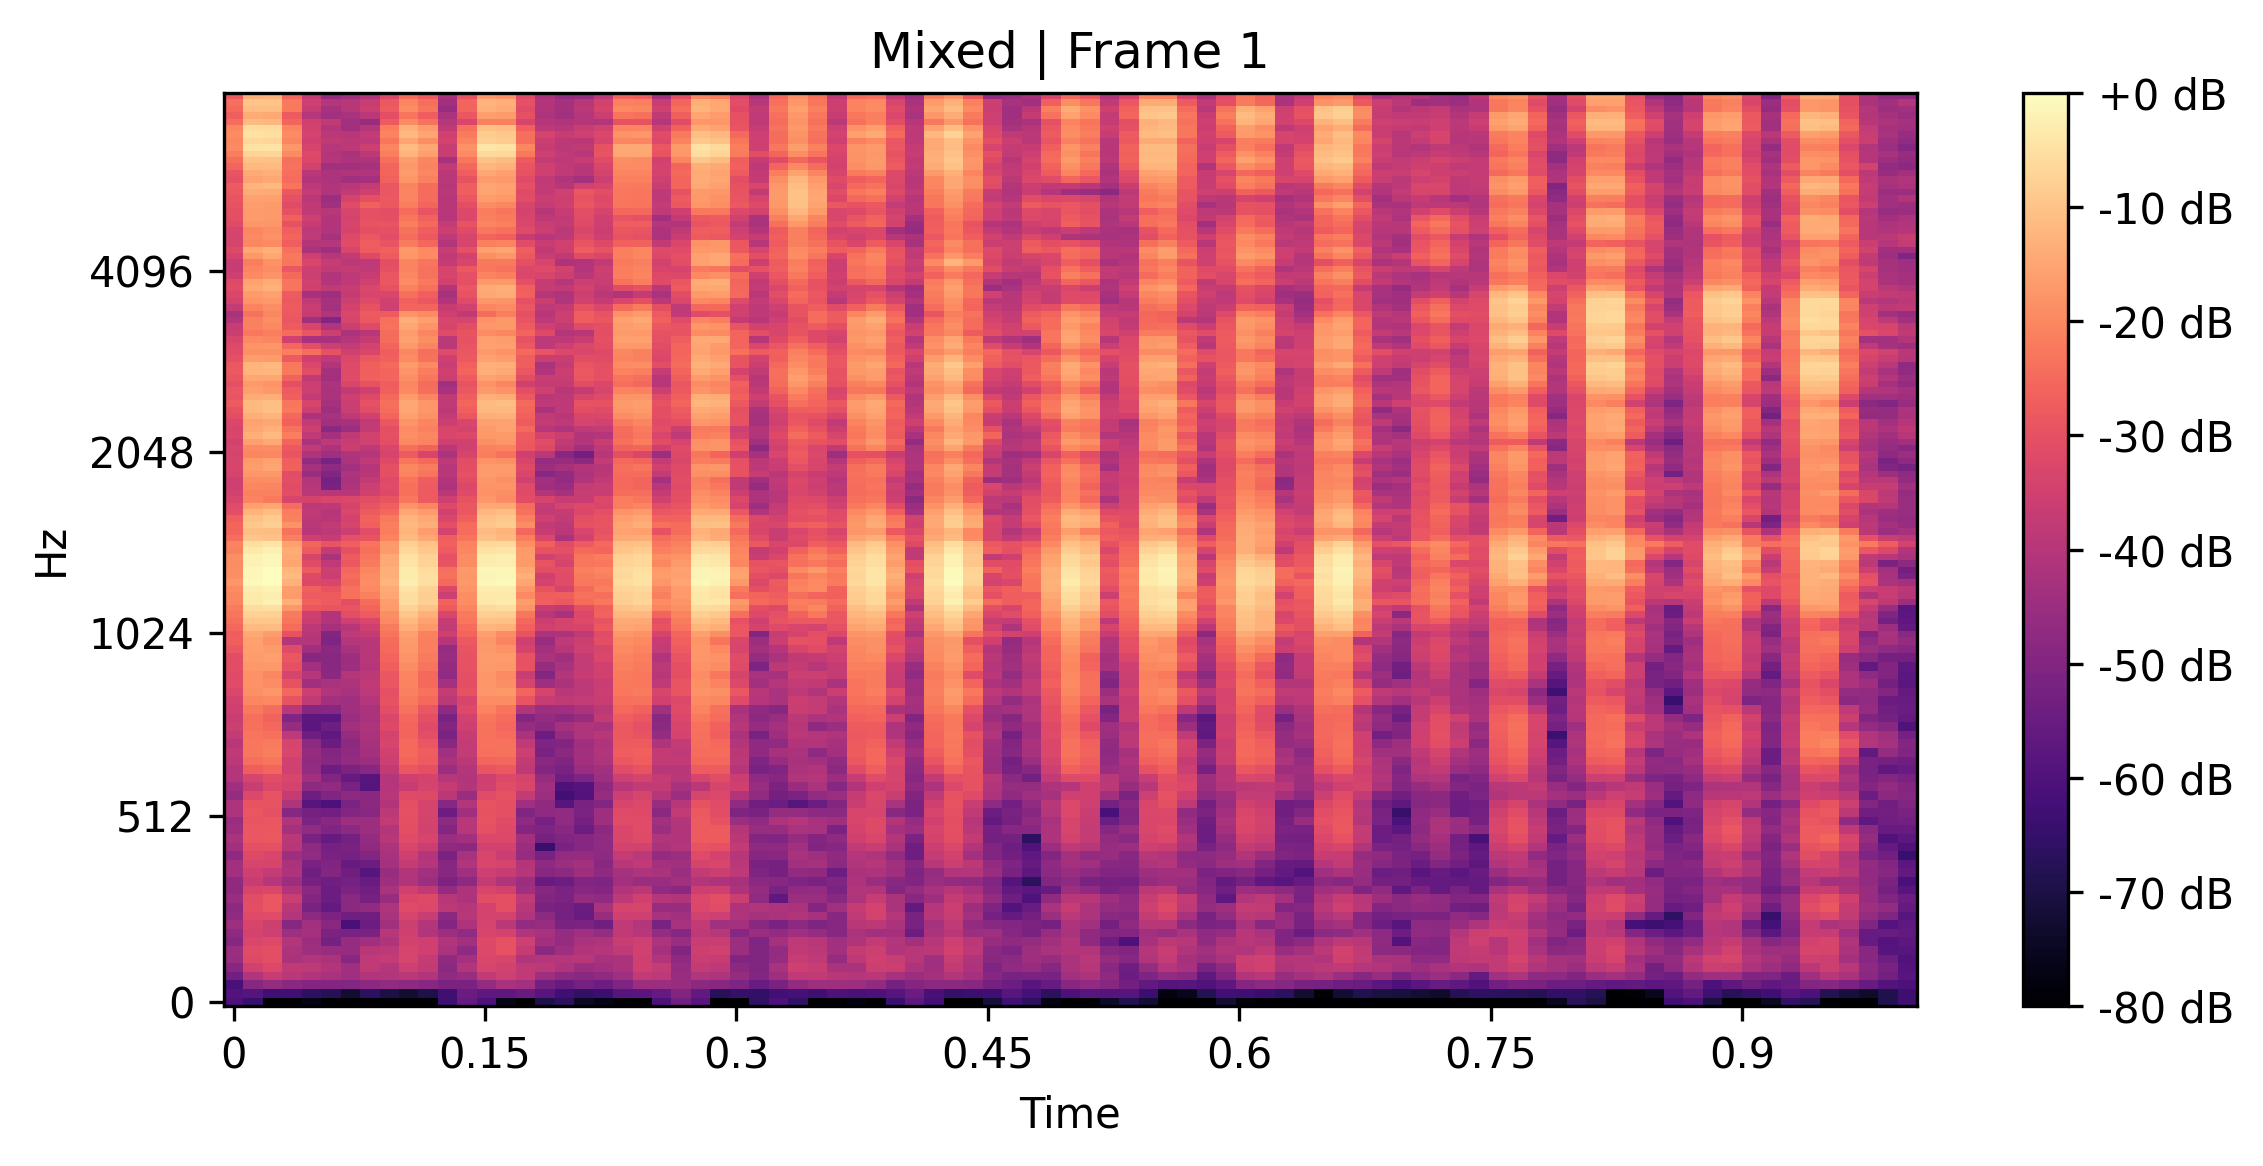 Mixed | Frame 1
Hz
4096
2048
1024
512
0
0 0.15 0.3 0.45 0.6 0.75 0.9
Time
+0 dB
-10 dB
-20 dB
-30 dB
-40 dB
-50 dB
-60 dB
-70 dB
-80 dB